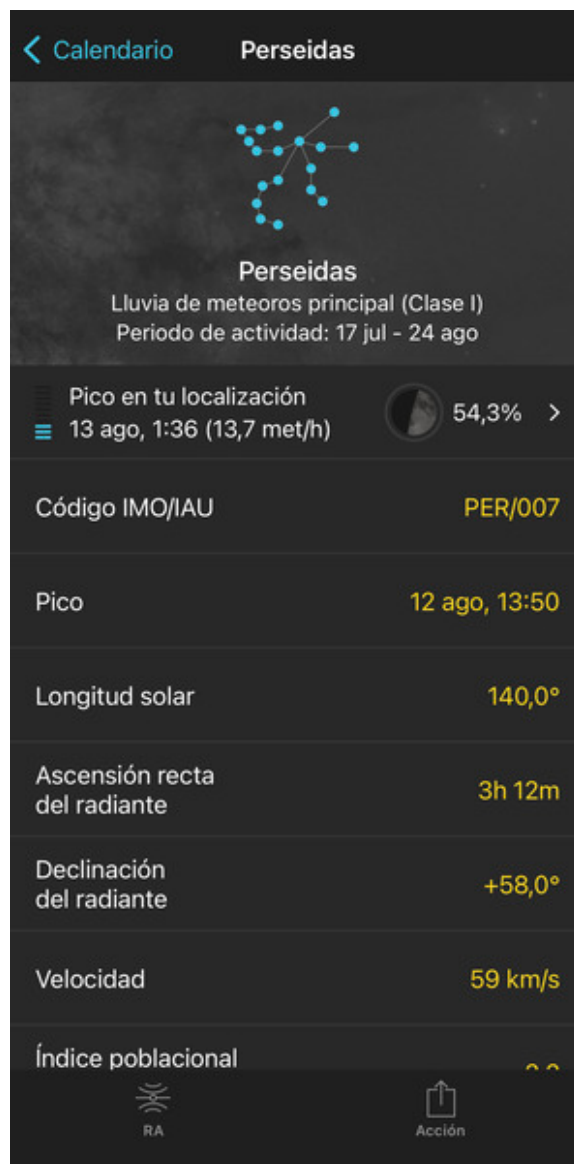 Calendario
Perseidas
Perseidas
Lluvia de meteoros principal (Clase I)
Periodo de actividad: 17 jul - 24 ago
Pico en tu localización
13 ago, 1:36 (13,7 met/h)
54,3%
Código IMO/IAU
PER/007
Pico
12 ago, 13:50
Longitud solar
140,0°
Ascensión recta
del radiante
3h 12m
Declinación
del radiante
+58,0°
Velocidad
59 km/s
Índice poblacional
RA
Acción